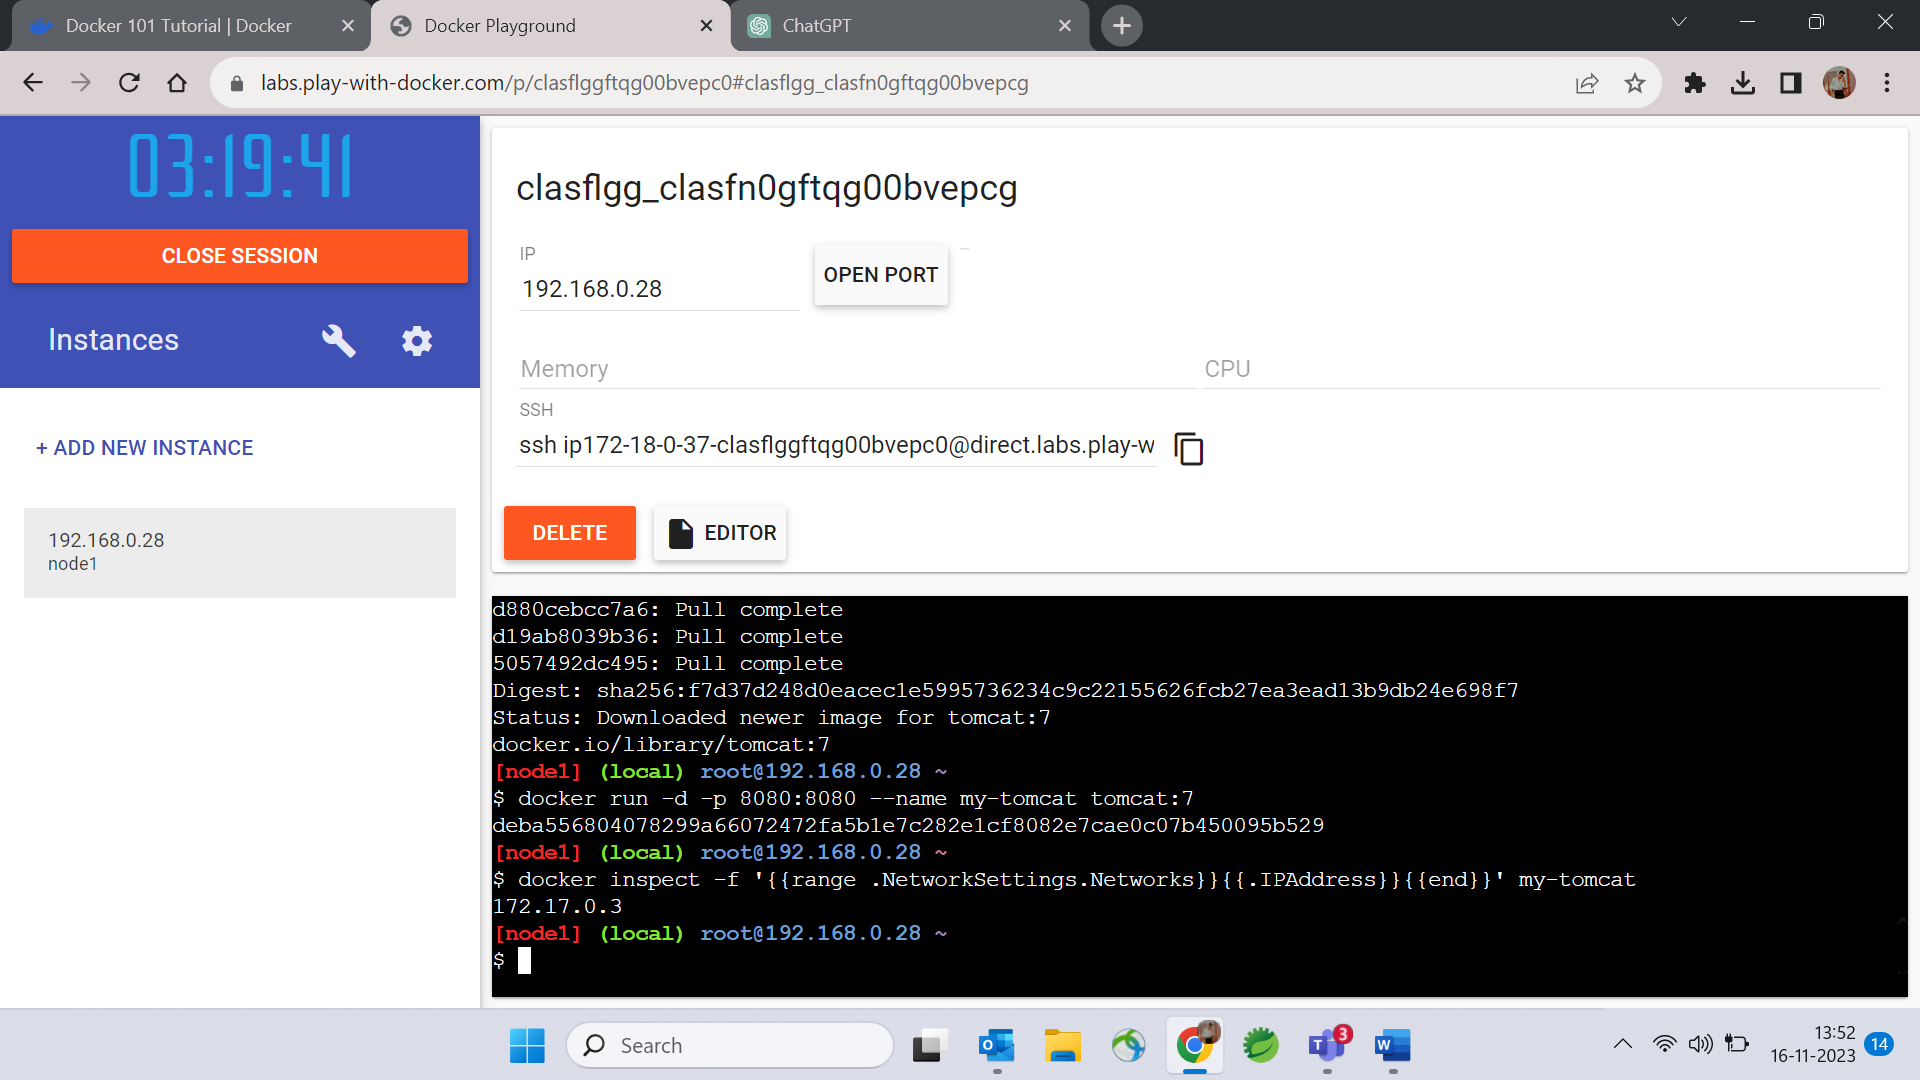 Docker 101 Tutorial | Docker
Docker Playground
ChatGPT
labs.play-with-docker.com/p/clasflggftqg00bvepc0#clasflgg_clasfn0gftqg00bvepcg
03:19:41
CLOSE SESSION
Instances
+ ADD NEW INSTANCE
192.168.0.28
node1
clasflgg_clasfn0gftqg00bvepcg
IP
192.168.0.28
OPEN PORT
Memory
CPU
SSH
ssh ip172-18-0-37-clasflggftqg00bvepc0@direct.labs.play-w
DELETE
EDITOR
d880cebcc7a6: Pull complete
d19ab8039b36: Pull complete
5057492dc495: Pull complete
Digest: sha256:f7d37d248d0eacec1e5995736234c9c22155626fcb27ea3ead13b9db24e698f7
Status: Downloaded newer image for tomcat:7
docker.io/library/tomcat:7
[node1] (local) root@192.168.0.28 ~
$ docker run -d -p 8080:8080 --name my-tomcat tomcat:7
deba556804078299a66072472fa5b1e7c282e1cf8082e7cae0c07b450095b529
[node1] (local) root@192.168.0.28 ~
$ docker inspect -f '{{range .NetworkSettings.Networks}}{{.IPAddress}}{{end}}' my-tomcat
172.17.0.3
[node1] (local) root@192.168.0.28 ~
$
Search
3
13:52
16-11-2023
14